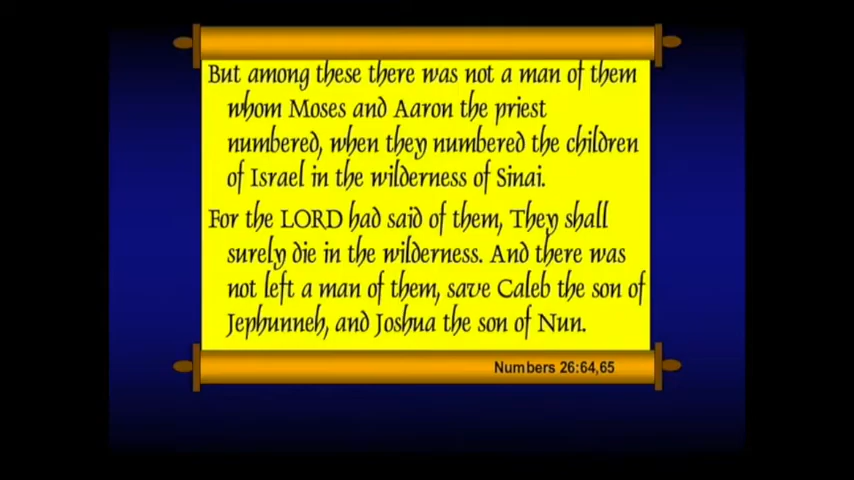 But among these there was not a man of them
whom Moses and Aaron the priest
numbered, when they numbered the children
of Israel in the wilderness of Sinai.
For the LORD had said of them, They shall
surely die in the wilderness. And there was
not left a man of them, save Caleb the son of
Jephunneh, and Joshua the son of Nun.
Numbers 26:64,65